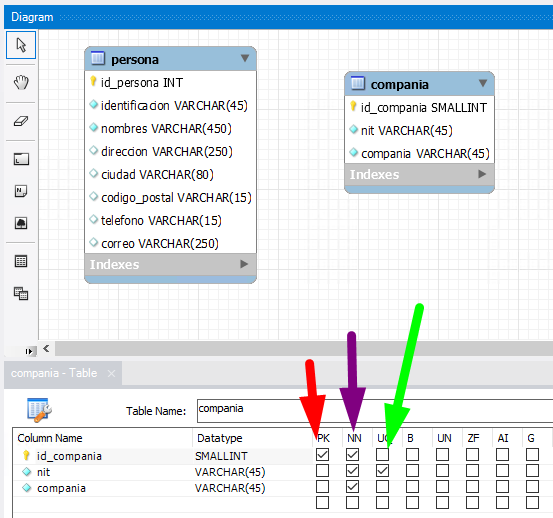 Diagram
persona
id_persona INT
identificacion VARCHAR(45)
nombres VARCHAR(450)
direccion VARCHAR(250)
ciudad VARCHAR(80)
codigo_postal VARCHAR(15)
telefono VARCHAR(15)
correo VARCHAR(250)
Indexes
compania
id_compania SMALLINT
nit VARCHAR(45)
compania VARCHAR(45)
Indexes
compania - Table
Table Name: compania
Column Name Datatype PK NN UQ B UN ZF AI G
id_compania SMALLINT
nit VARCHAR(45)
compania VARCHAR(45)